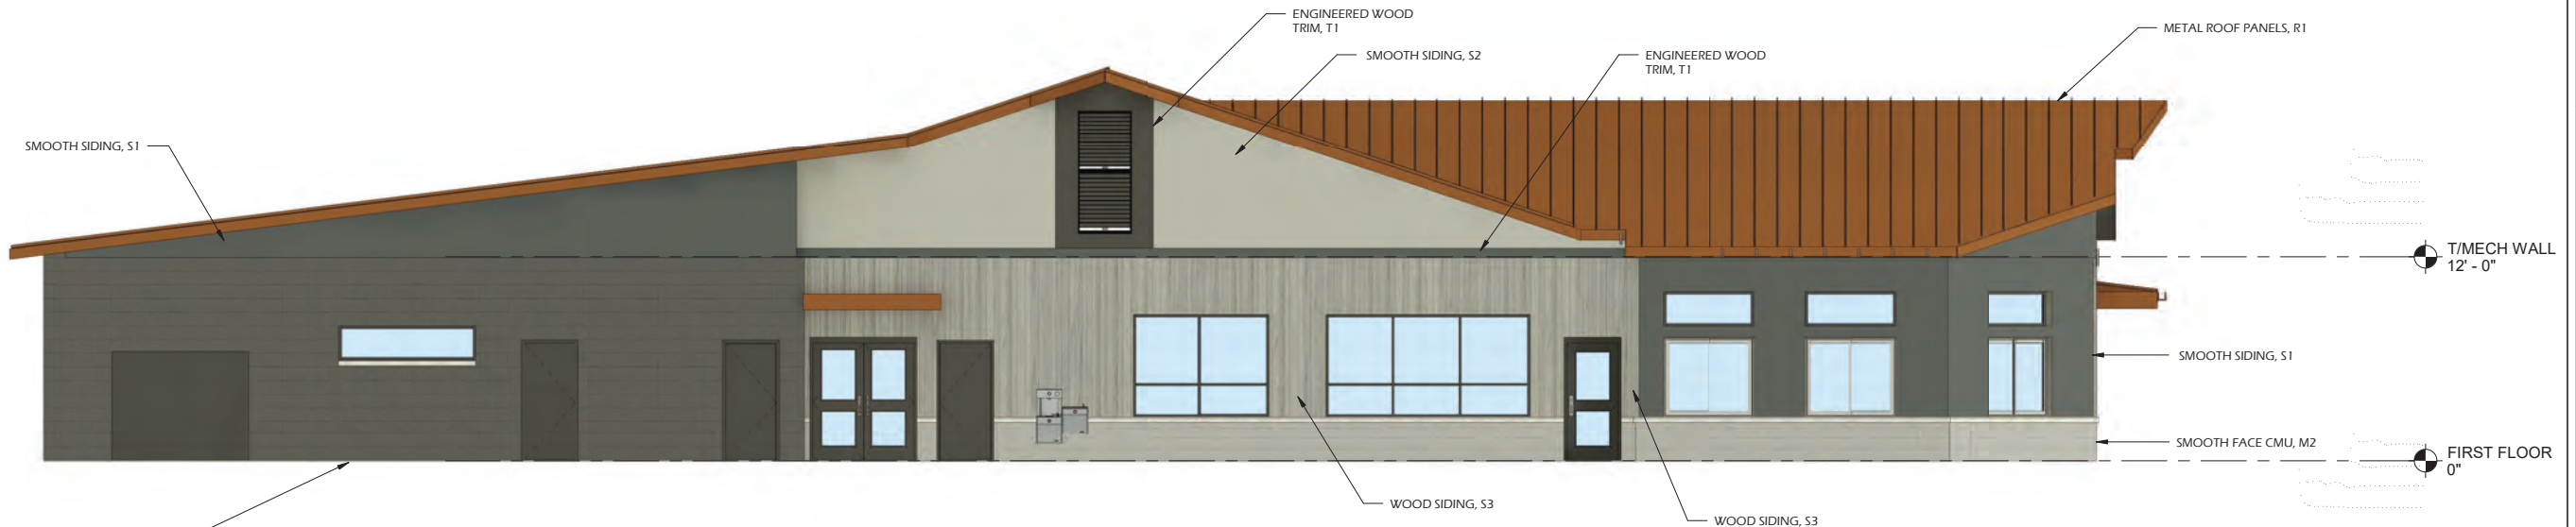 ENGINEERED WOOD
TRIM, T1
SMOOTH SIDING, S2
ENGINEERED WOOD
TRIM, T1
METAL ROOF PANELS, R1
SMOOTH SIDING, S1
T/MECH WALL
12' - 0"
SMOOTH SIDING, S1
SMOOTH FACE CMU, M2
FIRST FLOOR
0"
WOOD SIDING, S3
WOOD SIDING, S3